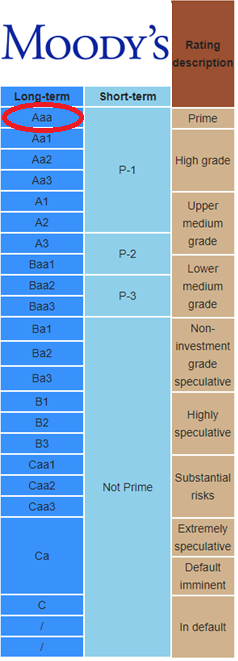 MOODY'S
Rating
description
Long-term
Short-term
Aaa
Prime
Aa1
Aa2
Aa3
P-1
High grade
A1
A2
Upper
medium
grade
A3
Baa1
P-2
Baa2
Baa3
P-3
Lower
medium
grade
Ba1
Ba2
Ba3
Non-
investment
grade
speculative
B1
B2
B3
Highly
speculative
Caa1
Caa2
Caa3
Not Prime
Substantial
risks
Ca
Extremely
speculative
Default
imminent
C
/
/
In default